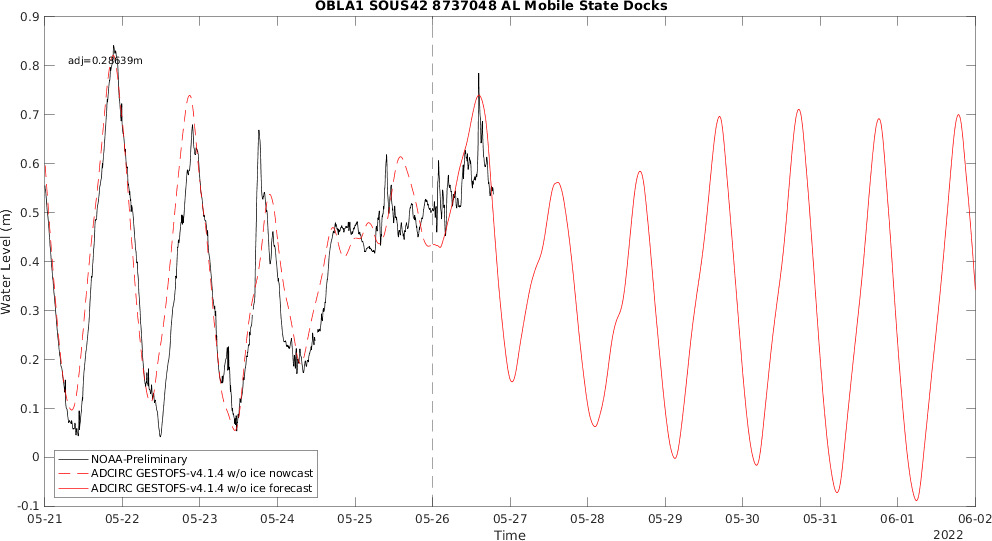 OBLA1 SOUS42 8737048 AL Mobile State Docks
adj=0.28639m
0.9
0.8
0.7
0.6
0.5
0.4
0.3
0.2
0.1
0
-0.1
Water Level (m)
NOAA-Preliminary
ADCIRC GESTOFS-v4.1.4 w/o ice nowcast
ADCIRC GESTOFS-v4.1.4 w/o ice forecast
05-21 05-22 05-23 05-24 05-25 05-26 05-27 05-28 05-29 05-30 05-31 06-01 06-02
Time
2022